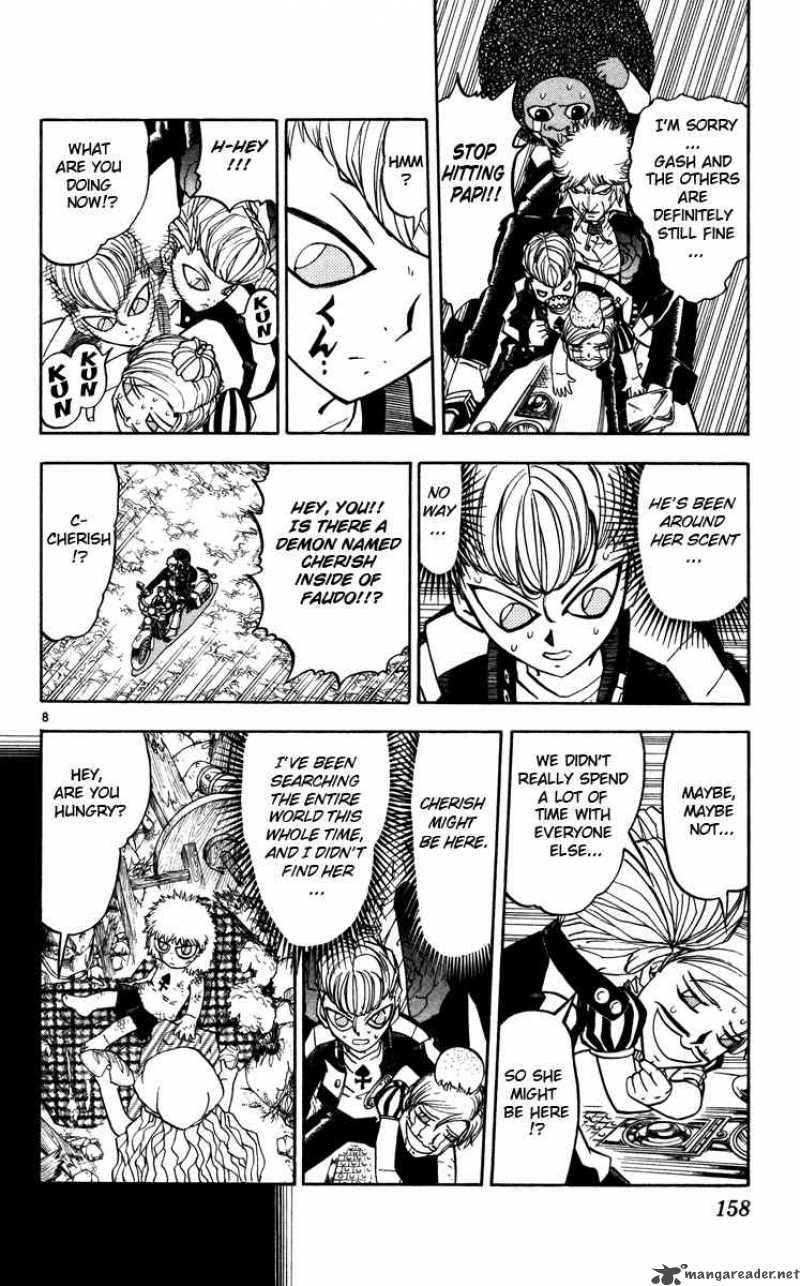 I'M SORRY
...
GASH AND
THE OTHERS
ARE
DEFINITELY
STILL FINE
...
STOP
HITTING
PAPI!!
HMM
?
くん…
H-HEY
!!!
WHAT
ARE YOU
DOING
NOW!?
KUN
KUN
KUN
HE'S BEEN
AROUND
HER SCENT
...
NO
WAY
...
HEY, YOU!!
IS THERE A
DEMON NAMED
CHERISH
INSIDE OF
FAUDO!!?
C-
CHERISH
!?
8
MAYBE,
MAYBE
NOT...
WE DIDN'T
REALLY SPEND
A LOT OF
TIME WITH
EVERYONE
ELSE...
SO SHE
MIGHT
BE HERE
!?
CHERISH
MIGHT
BE HERE.
I'VE BEEN
SEARCHING
THE ENTIRE
WORLD THIS
WHOLE TIME,
AND I DIDN'T
FIND HER
...
HEY,
ARE YOU
HUNGRY?
158
mangareader.net